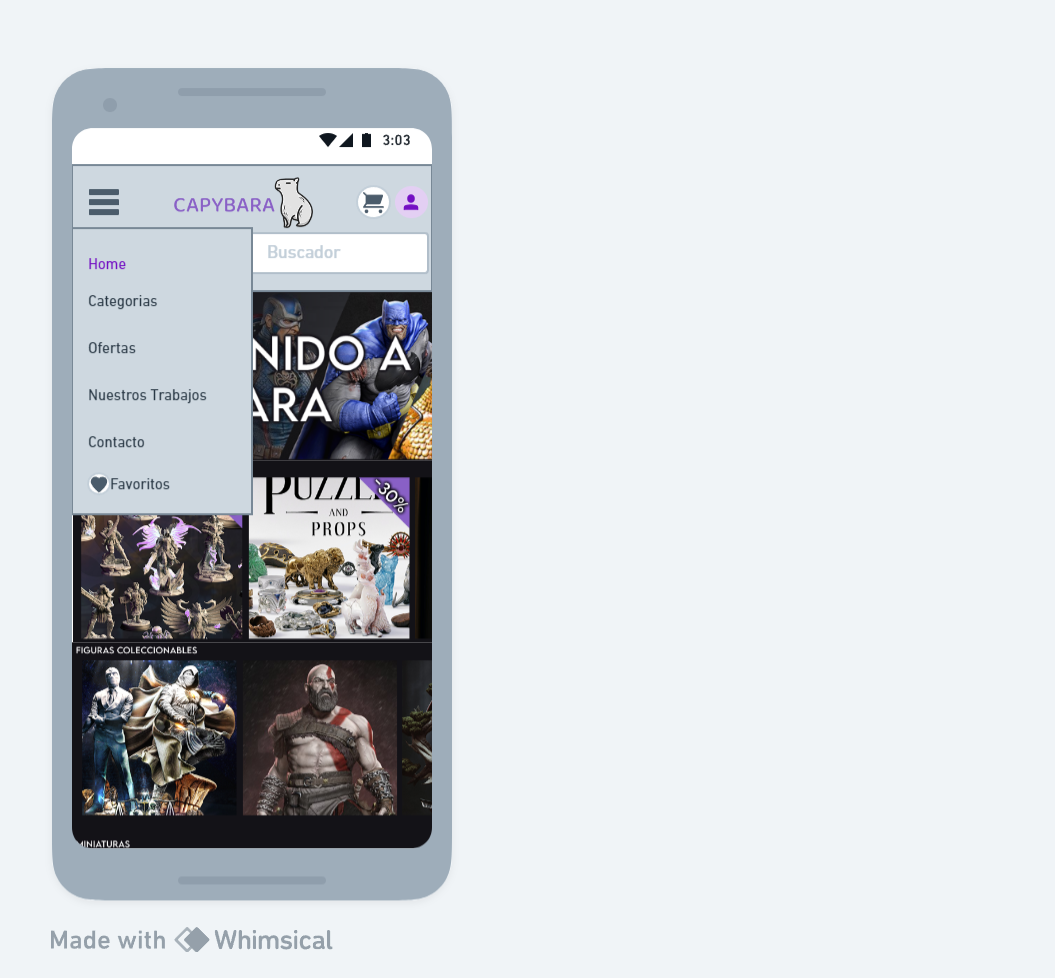 3:03
CAPYBARA
Buscador
Home
Categorias
Ofertas
Nuestros Trabajos
Contacto
Favoritos
NIDO A
ARA
-30%
AND
PROPS
FIGURAS COLECCIONABLES
MINIATURAS
Made with Whimsical